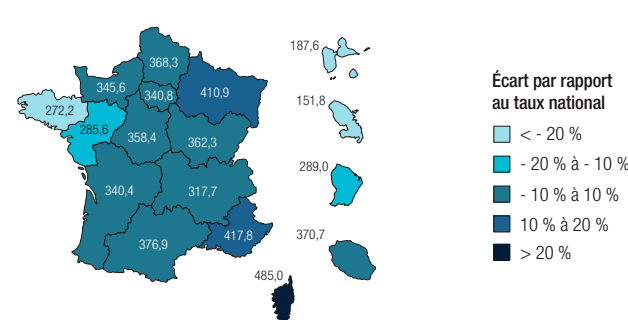 368,3
187,6
345,6
340,8
410,9
272,2
285,6
151,8
358,4
362,3
289,0
340,4
317,7
370,7
376,9
417,8
485,0
Écart par rapport
au taux national
< - 20 %
- 20 % à - 10 %
- 10 % à 10 %
10 % à 20 %
> 20 %